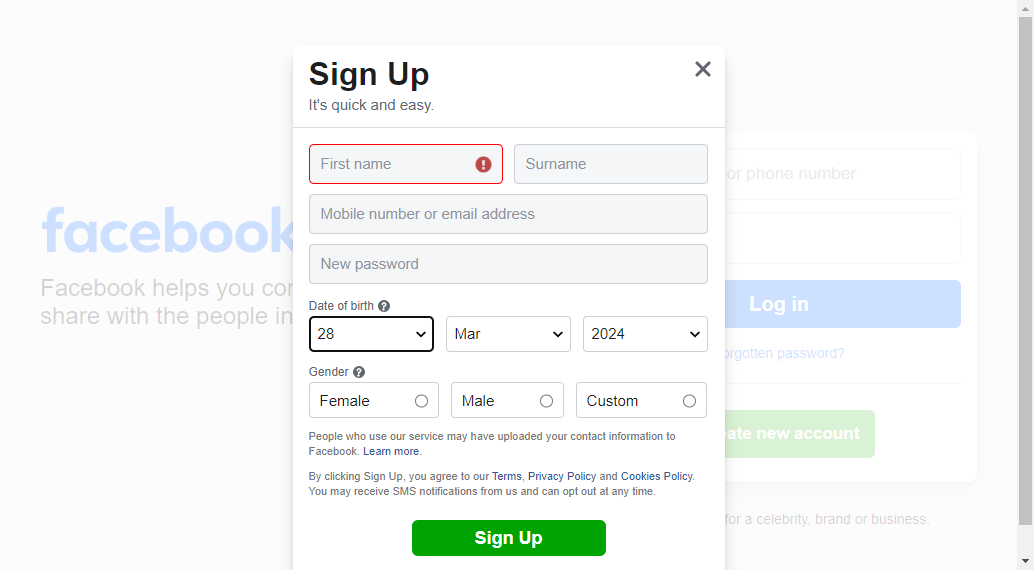 Sign Up
It's quick and easy.
First name
Surname
Mobile number or email address
New password
Date of birth
28
Mar
2024
Gender
Female
Male
Custom
People who use our service may have uploaded your contact information to
Facebook. Learn more.
By clicking Sign Up, you agree to our Terms, Privacy Policy and Cookies Policy.
You may receive SMS notifications from us and can opt out at any time.
Sign Up
facebook
Facebook helps you
share with the people in
or phone number
Log in
password?
new account
for a celebrity, brand or business.